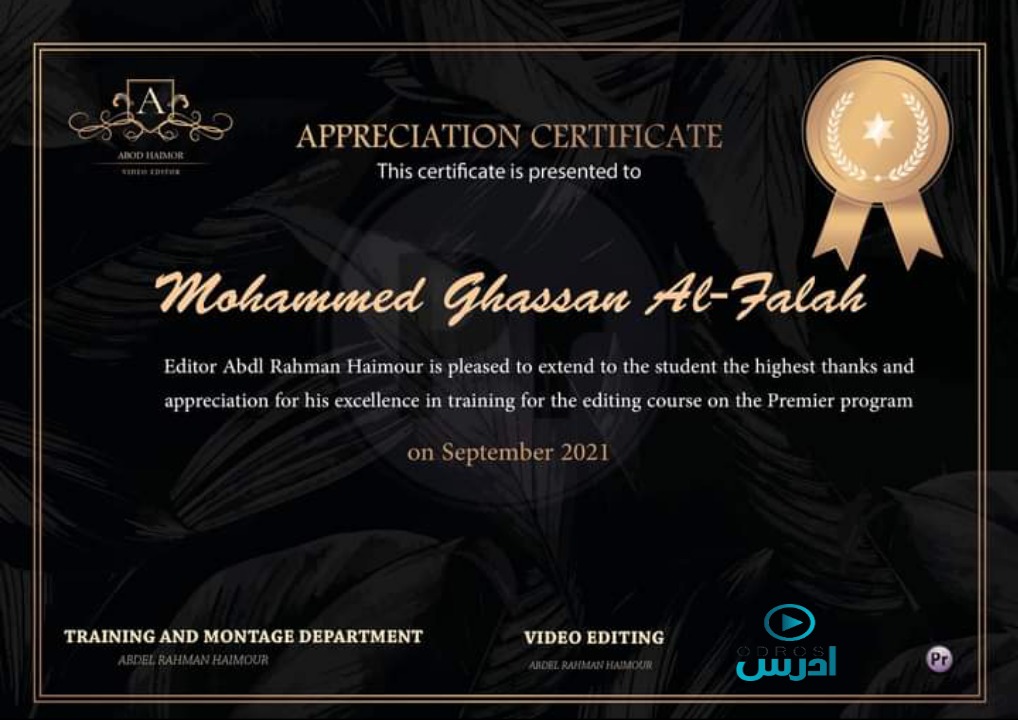 A
ABOD HAIMOR
VIDEO EDITOR
APPRECIATION CERTIFICATE
This certificate is presented to
Mohammed Ghassan Al-Falah
Editor Abdl Rahman Haimour is pleased to extend to the student the highest thanks and
appreciation for his excellence in training for the editing course on the Premier program
on September 2021
TRAINING AND MONTAGE DEPARTMENT
ABDEL RAHMAN HAIMOUR
VIDEO EDITING
ABDEL RAHMAN HAIMOUR
ODROS
ادرس
Pr